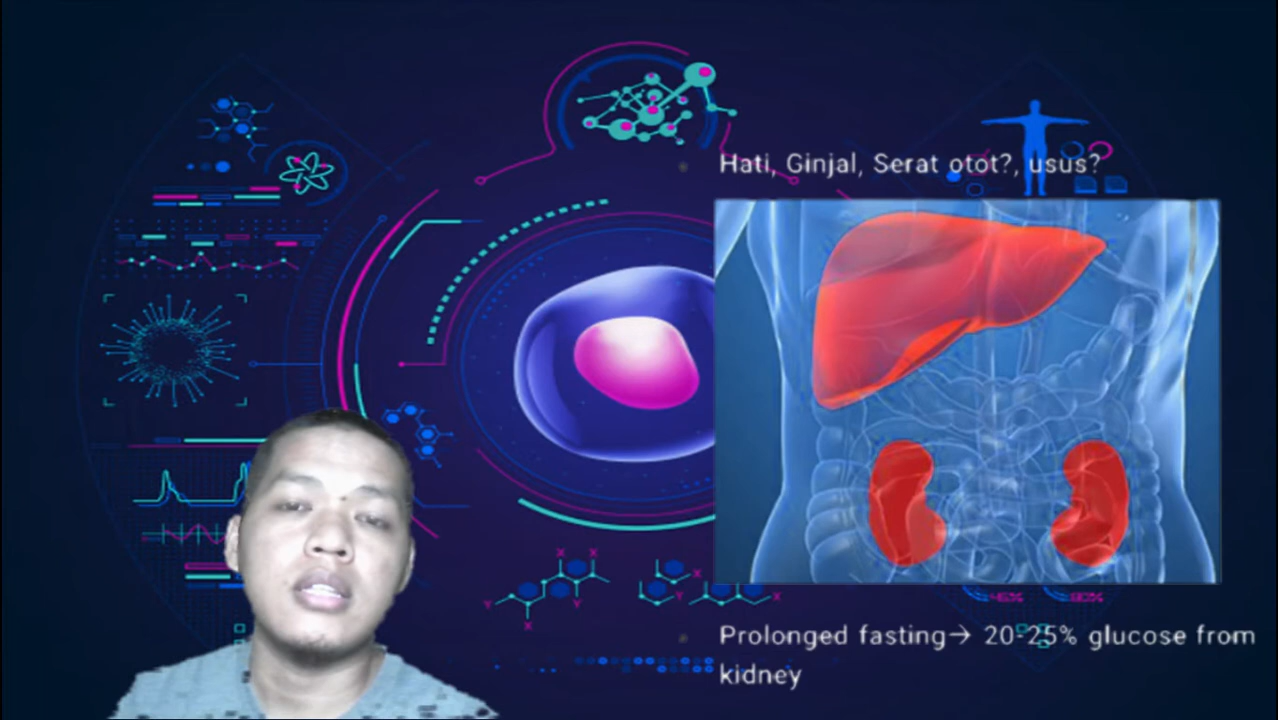 Hati, Ginjal, Serat otot?, usus?
Prolonged fasting→ 20-25% glucose from
kidney